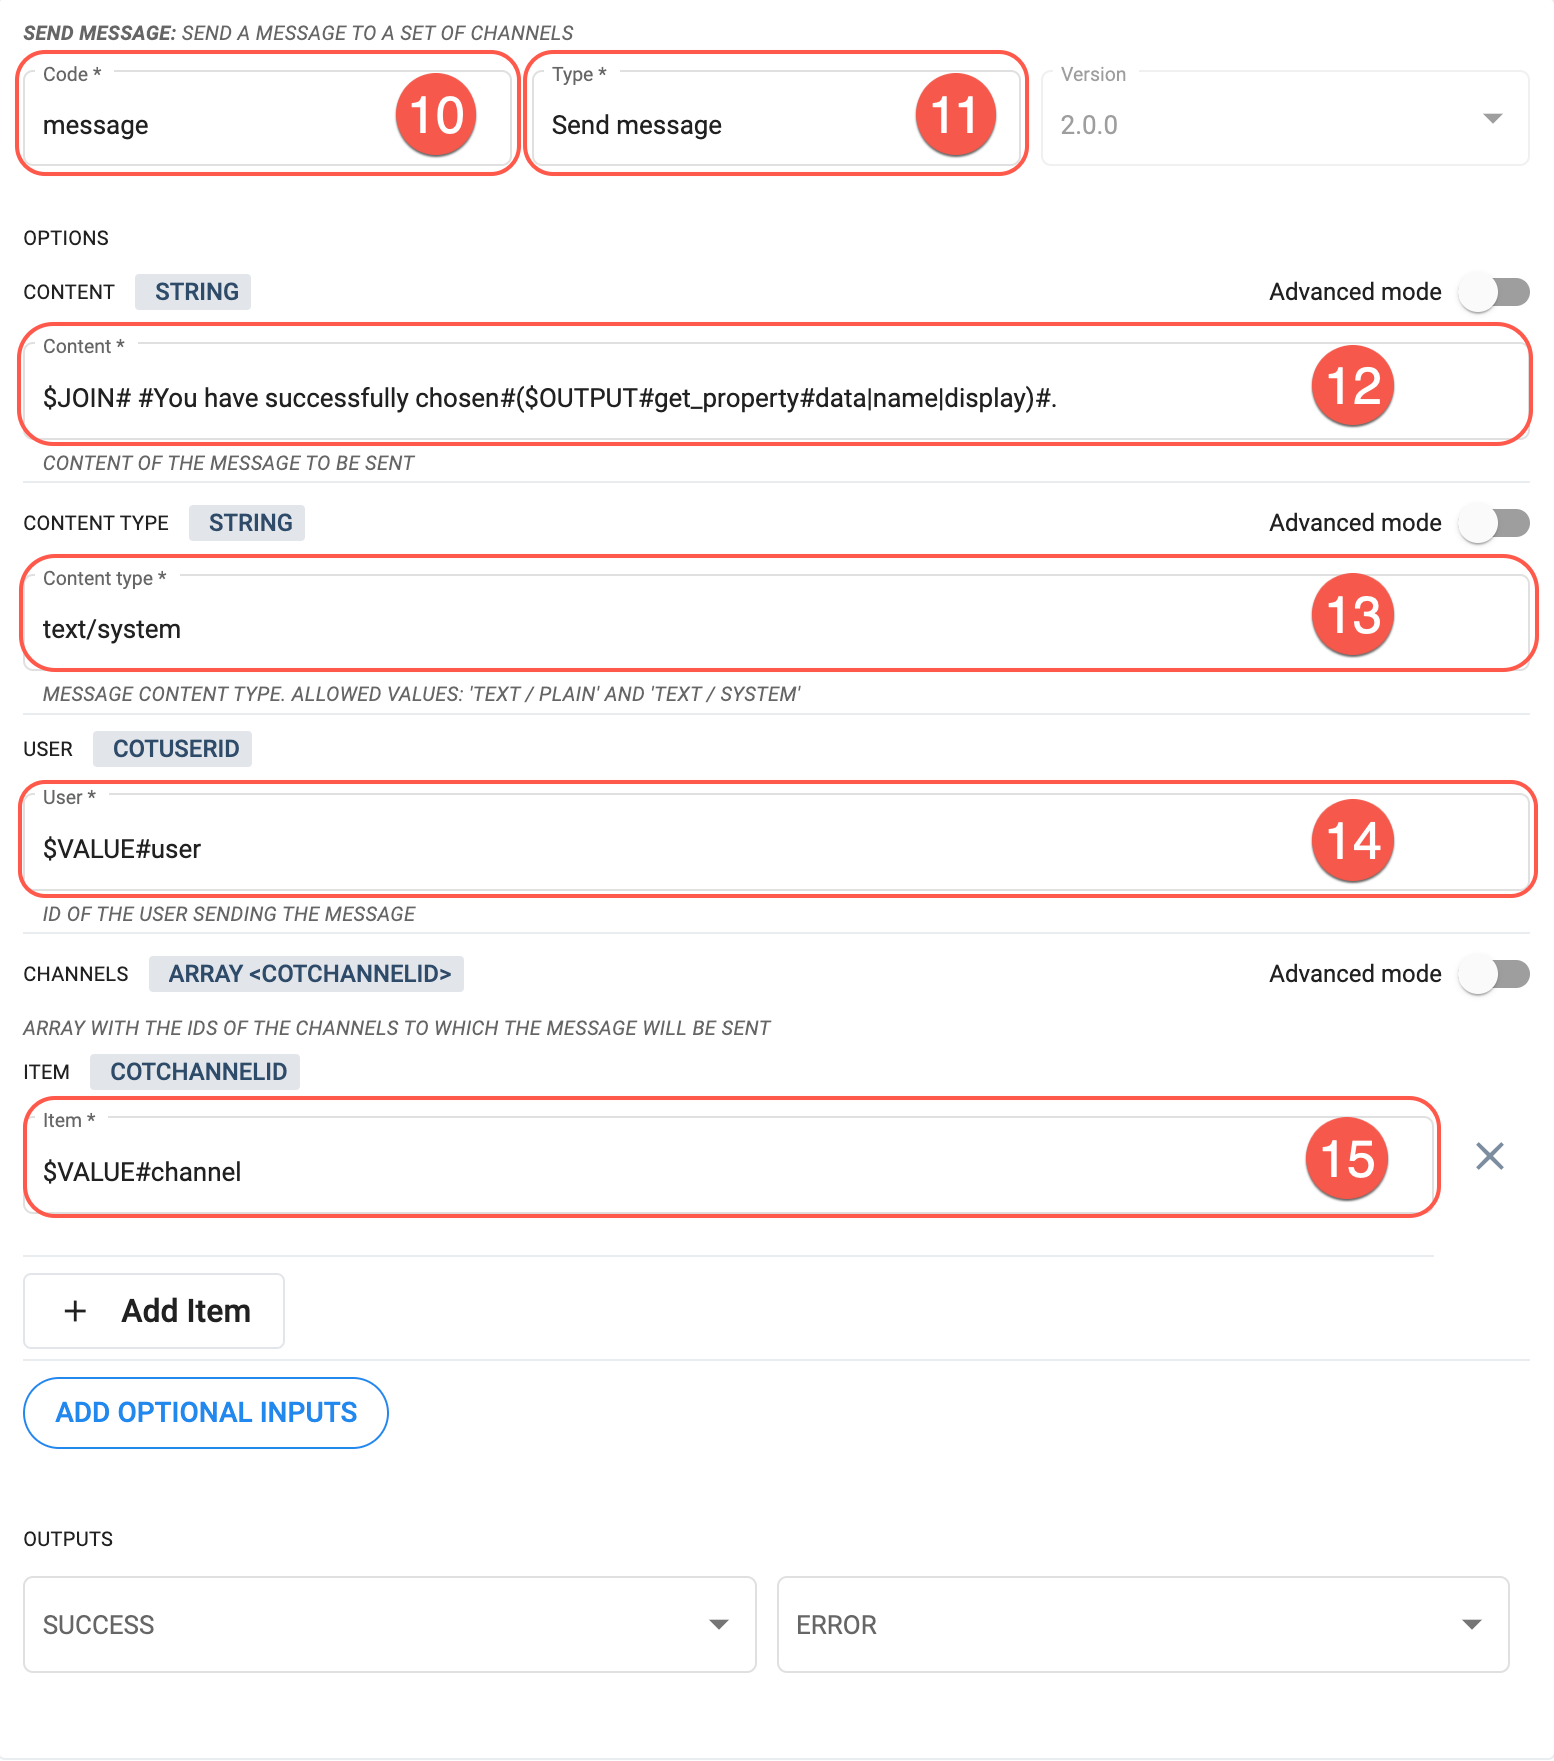 SEND MESSAGE: SEND A MESSAGE TO A SET OF CHANNELS
Code * Type * Version
message 10 Send message 11 2.0.0
OPTIONS
CONTENT STRING Advanced mode
Content *
$JOIN# #You have successfully chosen#($OUTPUT#get_property#data|name|display)#. 12
CONTENT OF THE MESSAGE TO BE SENT
CONTENT TYPE STRING Advanced mode
Content type *
text/system 13
MESSAGE CONTENT TYPE. ALLOWED VALUES: 'TEXT / PLAIN' AND 'TEXT / SYSTEM'
USER COTUSERID
User *
$VALUE#user 14
ID OF THE USER SENDING THE MESSAGE
CHANNELS ARRAY <COTCHANNELID> Advanced mode
ARRAY WITH THE IDS OF THE CHANNELS TO WHICH THE MESSAGE WILL BE SENT
ITEM COTCHANNELID
Item *
$VALUE#channel 15
+ Add Item
ADD OPTIONAL INPUTS
OUTPUTS
SUCCESS ERROR